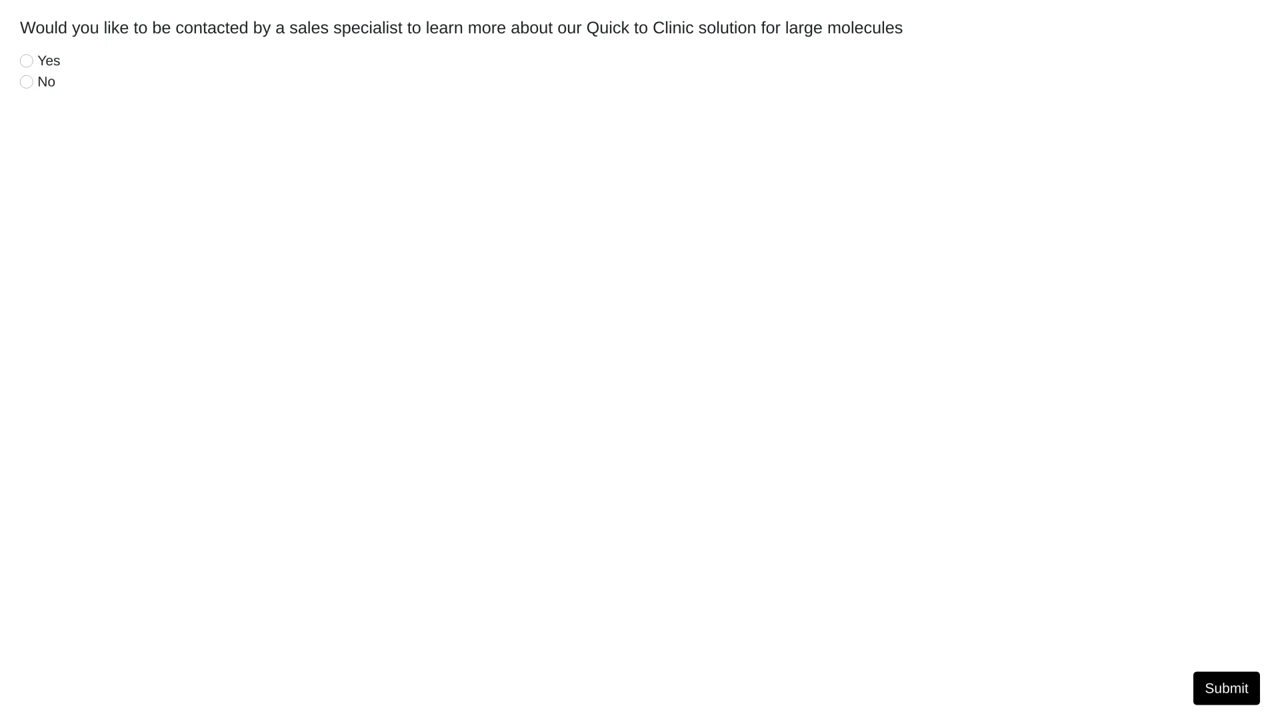 Would you like to be contacted by a sales specialist to learn more about our Quick to Clinic solution for large molecules
Yes
No
Submit